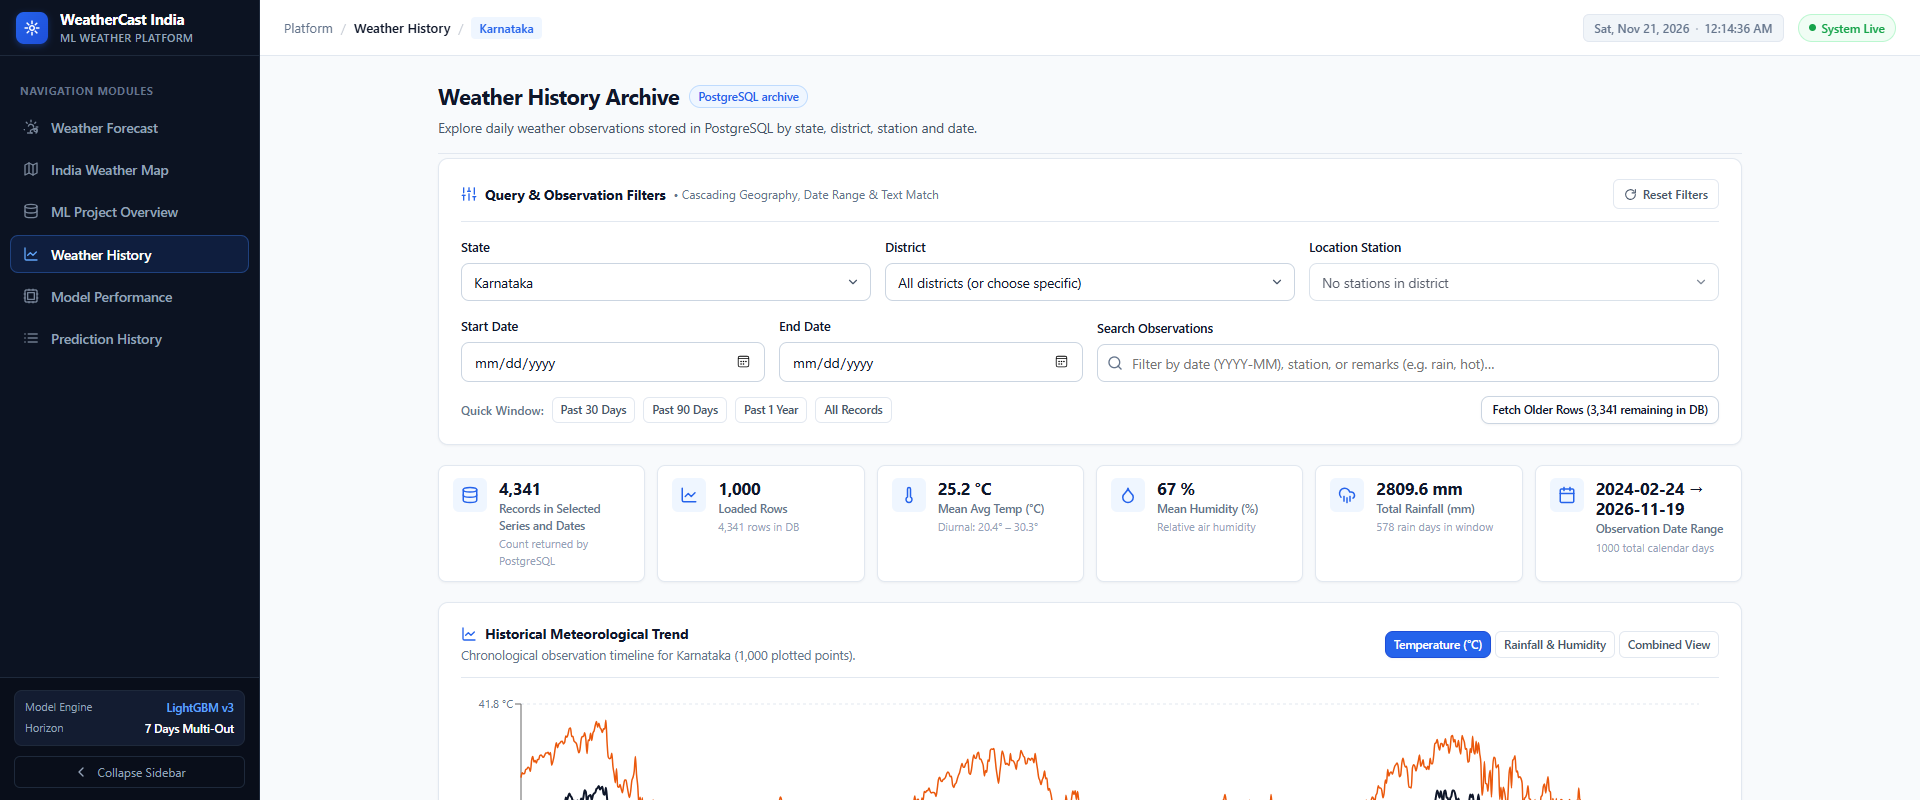 WeatherCast India
ML WEATHER PLATFORM
Platform / Weather History / Karnataka
Sat, Nov 21, 2026 · 12:14:36 AM
System Live
NAVIGATION MODULES
Weather Forecast
India Weather Map
ML Project Overview
Weather History
Model Performance
Prediction History
Model Engine LightGBM v3
Horizon 7 Days Multi-Out
Collapse Sidebar
Weather History Archive PostgreSQL archive
Explore daily weather observations stored in PostgreSQL by state, district, station and date.
Query & Observation Filters • Cascading Geography, Date Range & Text Match
Reset Filters
State
Karnataka
District
All districts (or choose specific)
Location Station
No stations in district
Start Date
mm/dd/yyyy
End Date
mm/dd/yyyy
Search Observations
Filter by date (YYYY-MM), station, or remarks (e.g. rain, hot)...
Quick Window: Past 30 Days Past 90 Days Past 1 Year All Records
Fetch Older Rows (3,341 remaining in DB)
4,341
Records in Selected
Series and Dates
Count returned by
PostgreSQL
1,000
Loaded Rows
4,341 rows in DB
25.2 °C
Mean Avg Temp (°C)
Diurnal: 20.4° – 30.3°
67 %
Mean Humidity (%)
Relative air humidity
2809.6 mm
Total Rainfall (mm)
578 rain days in window
2024-02-24 →
2026-11-19
Observation Date Range
1000 total calendar days
Historical Meteorological Trend
Chronological observation timeline for Karnataka (1,000 plotted points).
Temperature (°C) Rainfall & Humidity Combined View
41.8 °C